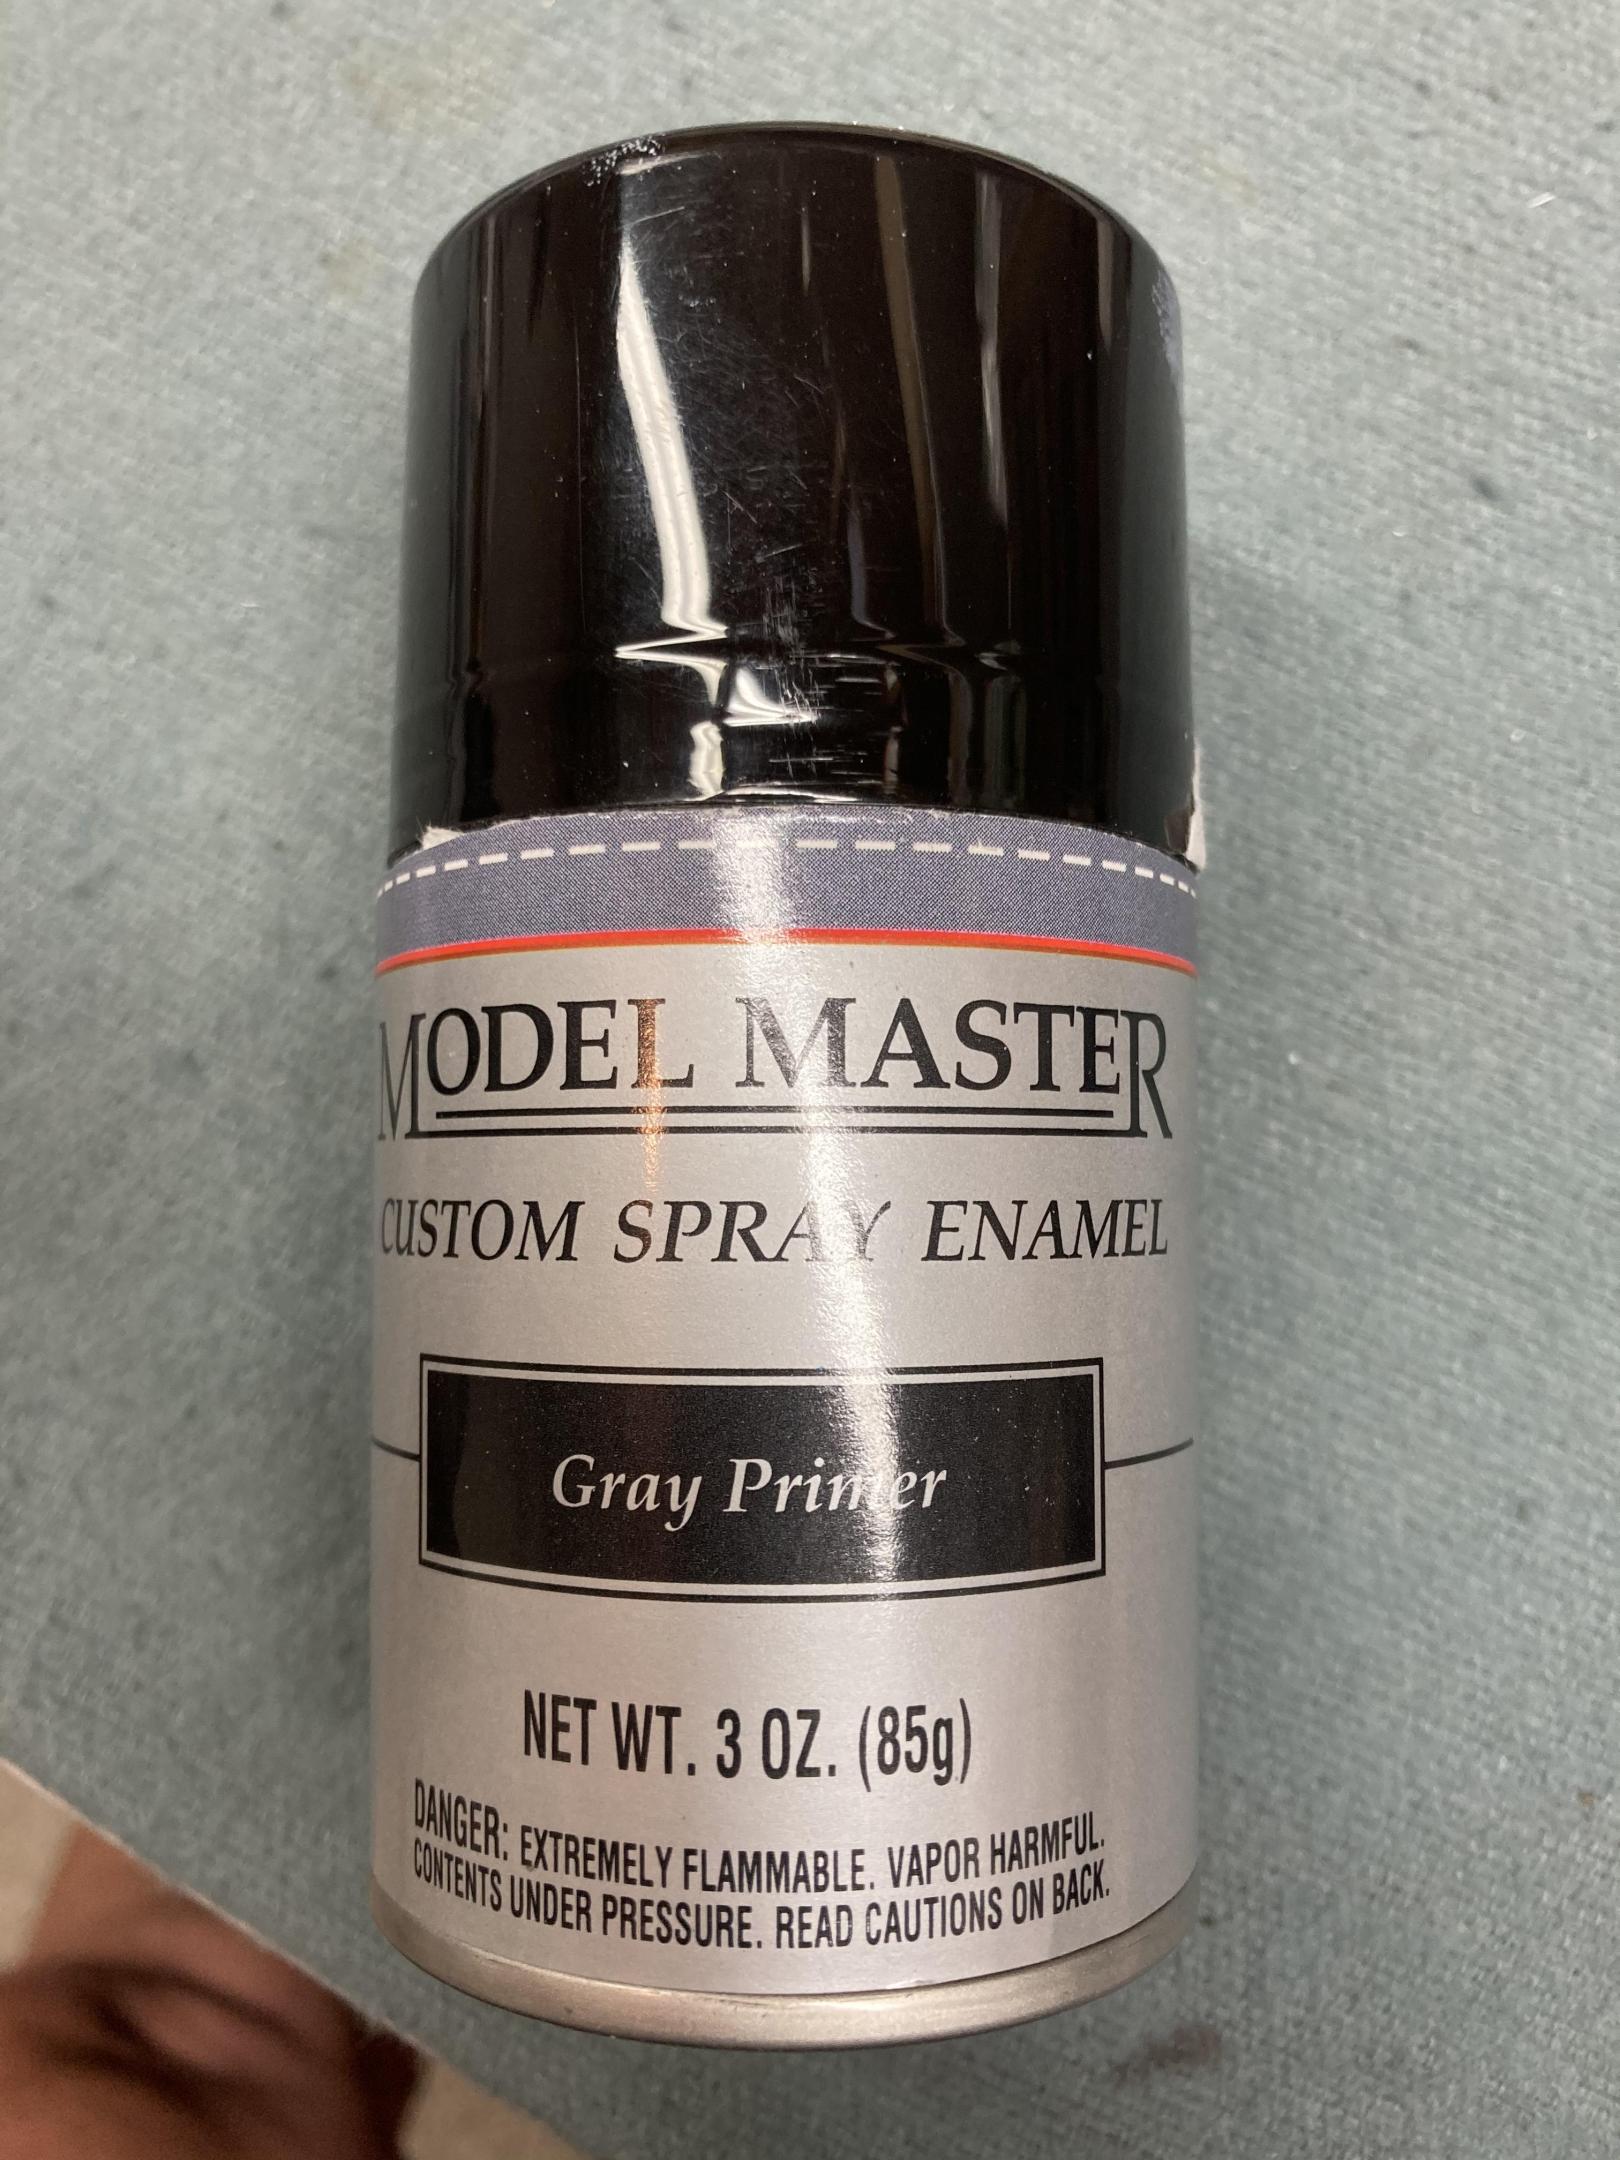 MODEL MASTER
CUSTOM SPRAY ENAMEL
Gray Primer
NET WT. 3 OZ. (85g)
DANGER: EXTREMELY FLAMMABLE. VAPOR HARMFUL.
CONTENTS UNDER PRESSURE. READ CAUTIONS ON BACK.